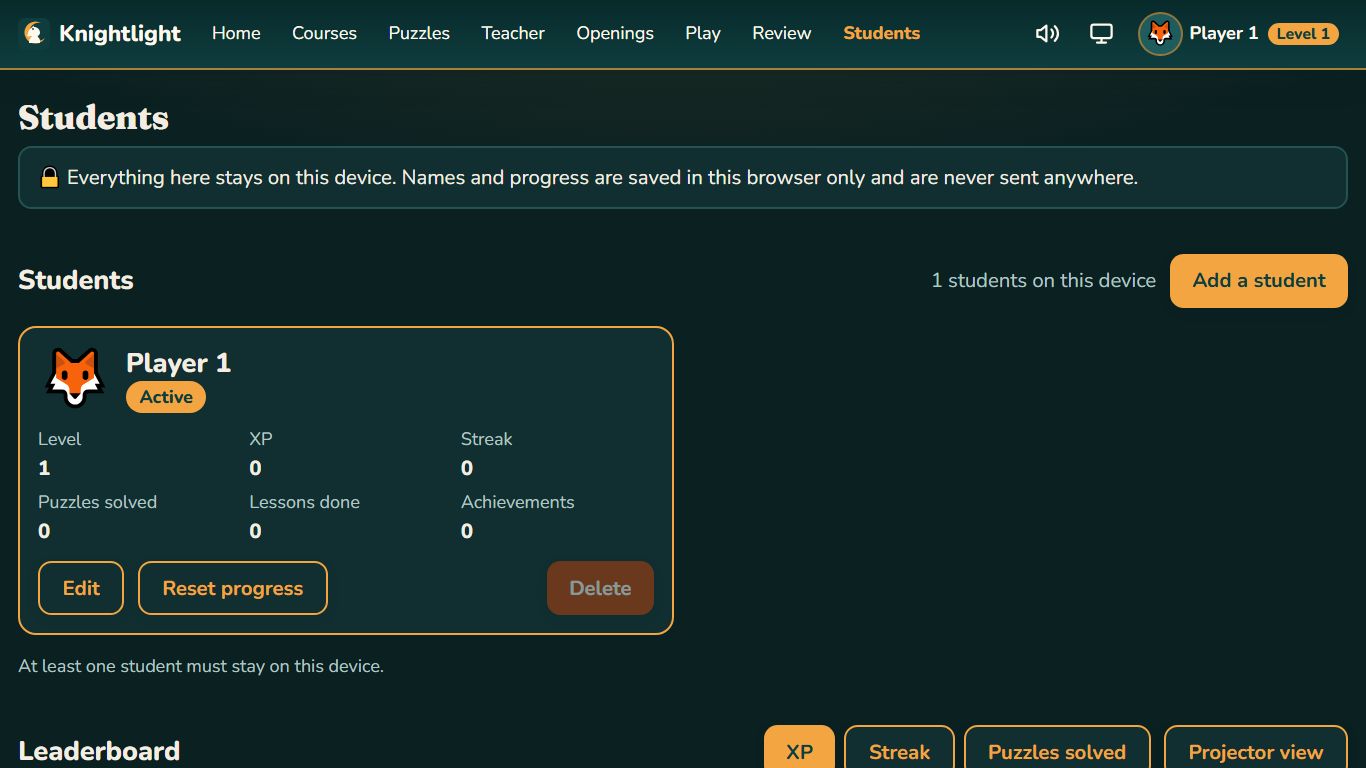 Knightlight Home Courses Puzzles Teacher Openings Play Review Students Player 1 Level 1
Students
Everything here stays on this device. Names and progress are saved in this browser only and are never sent anywhere.
Students 1 students on this device Add a student
Player 1
Active
Level XP Streak
1 0 0
Puzzles solved Lessons done Achievements
0 0 0
Edit Reset progress Delete
At least one student must stay on this device.
Leaderboard XP Streak Puzzles solved Projector view